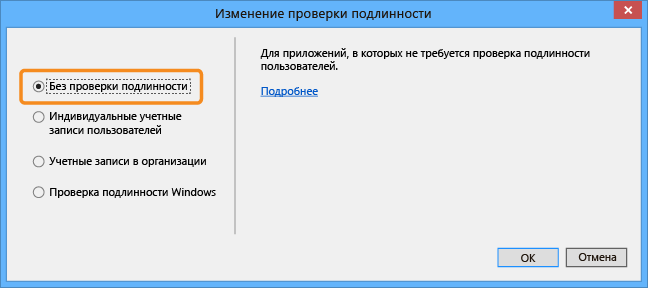 Изменение проверки подлинности
Без проверки подлинности
Индивидуальные учетные
записи пользователей
Учетные записи в организации
Проверка подлинности Windows
Для приложений, в которых не требуется проверка подлинности
пользователей.
Подробнее
ОК
Отмена